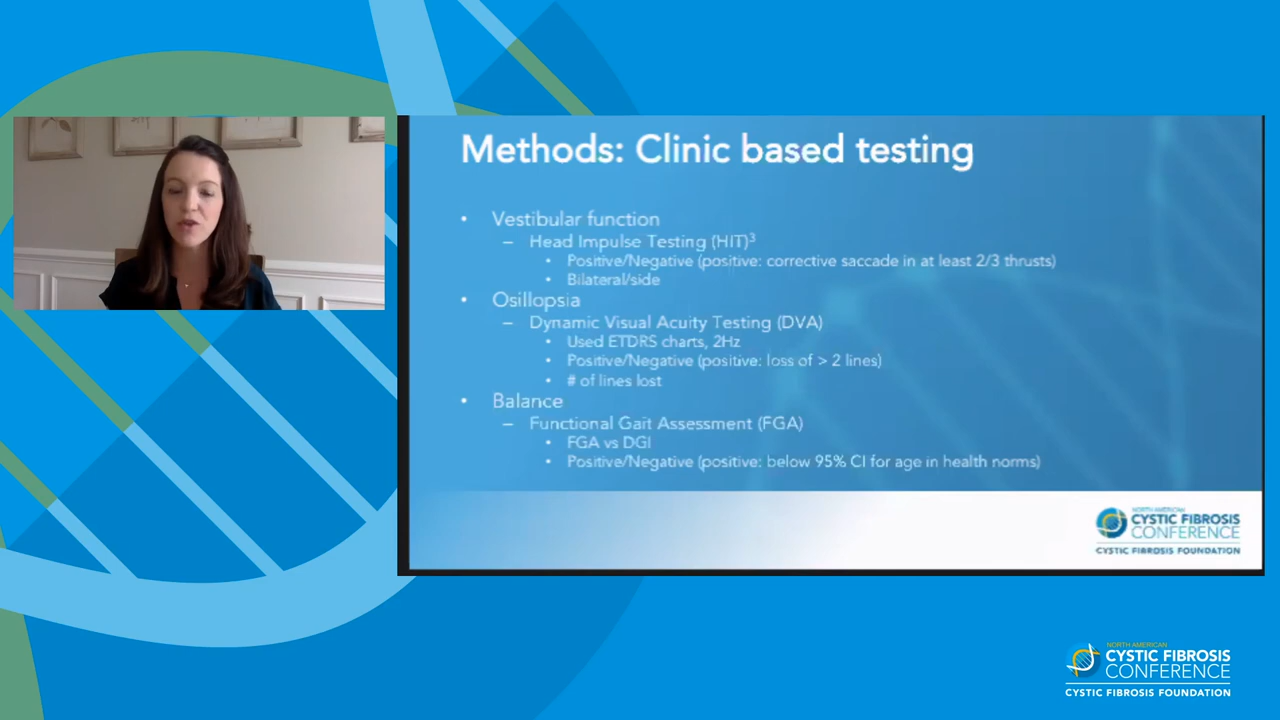 Methods: Clinic based testing
• Vestibular function
– Head Impulse Testing (HIT)³
• Positive/Negative (positive: corrective saccade in at least 2/3 thrusts)
• Bilateral/side
• Osillopsia
– Dynamic Visual Acuity Testing (DVA)
• Used ETDRS charts, 2Hz
• Positive/Negative (positive: loss of > 2 lines)
• # of lines lost
• Balance
– Functional Gait Assessment (FGA)
• FGA vs DGI
• Positive/Negative (positive: below 95% CI for age in health norms)
NORTH AMERICAN
CYSTIC FIBROSIS
CONFERENCE
CYSTIC FIBROSIS FOUNDATION
NORTH AMERICAN
CYSTIC FIBROSIS
CONFERENCE
CYSTIC FIBROSIS FOUNDATION